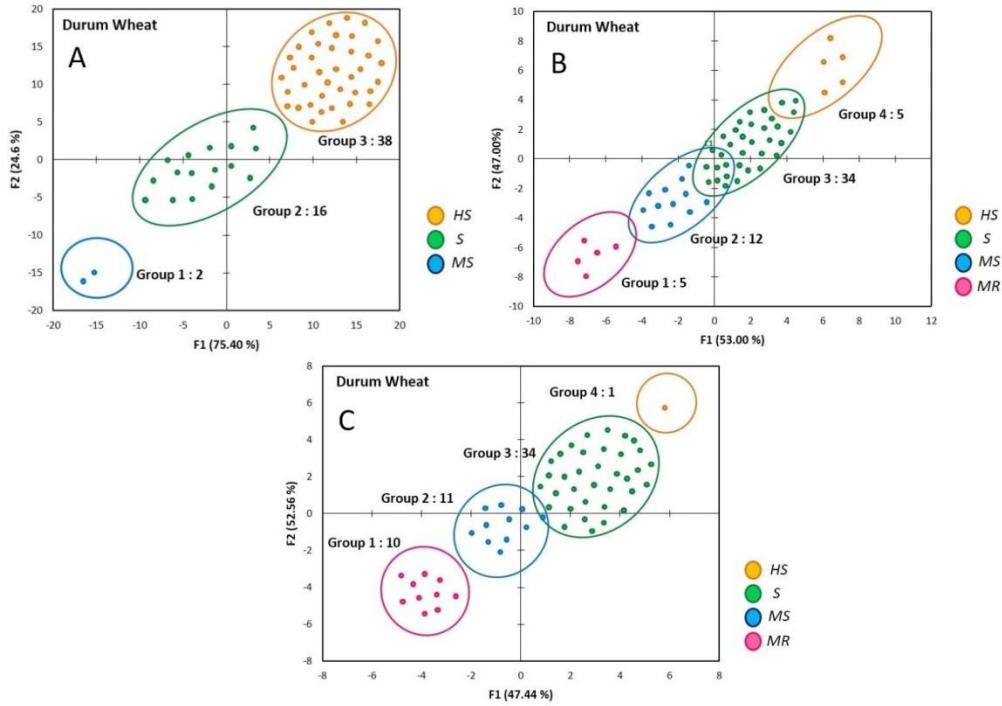 Durum Wheat
A
20
15
10
5
0
-5
-10
-15
-20
-20
-15
-10
-5
0
5
10
15
20
F2 (24.6 %)
F1 (75.40 %)
Group 3 : 38
Group 2 : 16
Group 1 : 2
HS
S
MS
Durum Wheat
B
10
8
6
4
2
0
-2
-4
-6
-8
-10
-10
-8
-6
-4
-2
0
2
4
6
8
10
12
F2 (47.00%)
F1 (53.00 %)
Group 4 : 5
Group 3 : 34
Group 2 : 12
Group 1 : 5
HS
S
MS
MR
Durum Wheat
C
8
6
4
2
0
-2
-4
-6
-8
-8
-6
-4
-2
0
2
4
6
8
F2 (52.56 %)
F1 (47.44 %)
Group 4 : 1
Group 3 : 34
Group 2 : 11
Group 1 : 10
HS
S
MS
MR